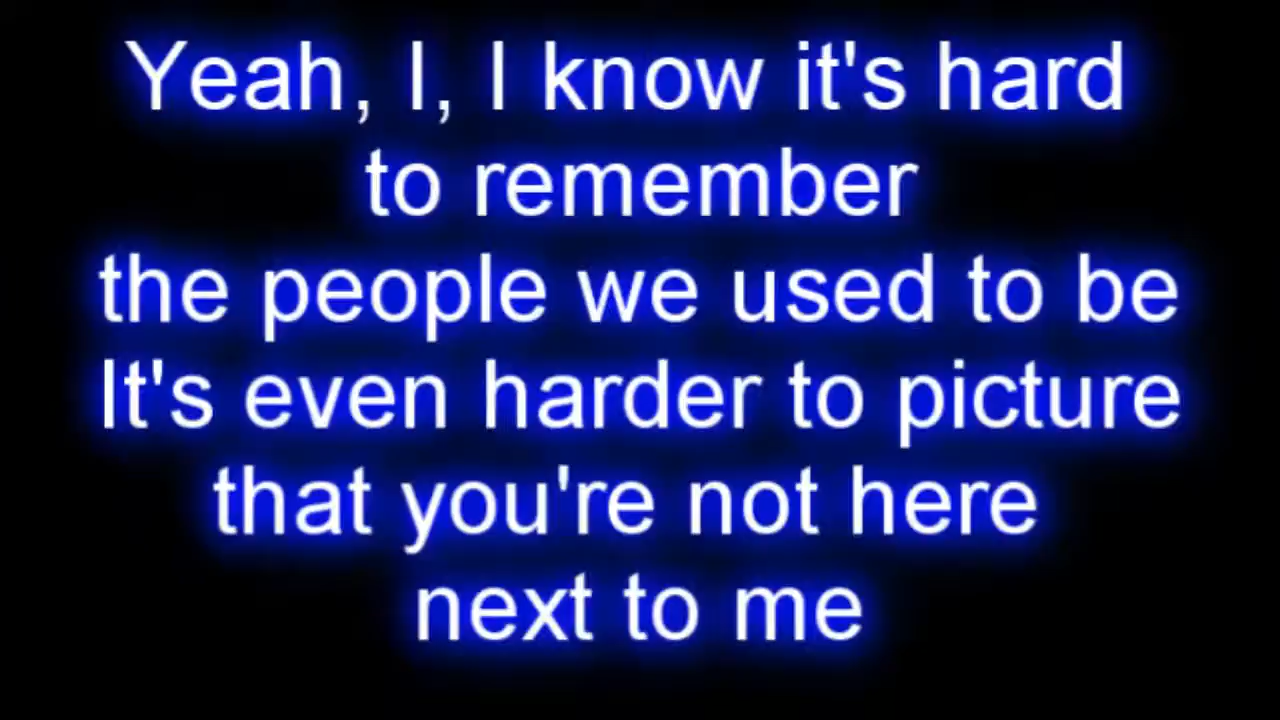 Yeah, I, I know it's hard
to remember
the people we used to be
It's even harder to picture
that you're not here
next to me